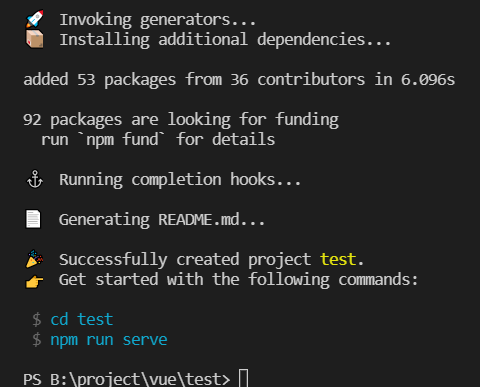 🚀 Invoking generators...
📦 Installing additional dependencies...
added 53 packages from 36 contributors in 6.096s
92 packages are looking for funding
run `npm fund` for details
⚓ Running completion hooks...
📄 Generating README.md...
🎉 Successfully created project test.
👉 Get started with the following commands:
$ cd test
$ npm run serve
PS B:\project\vue\test>